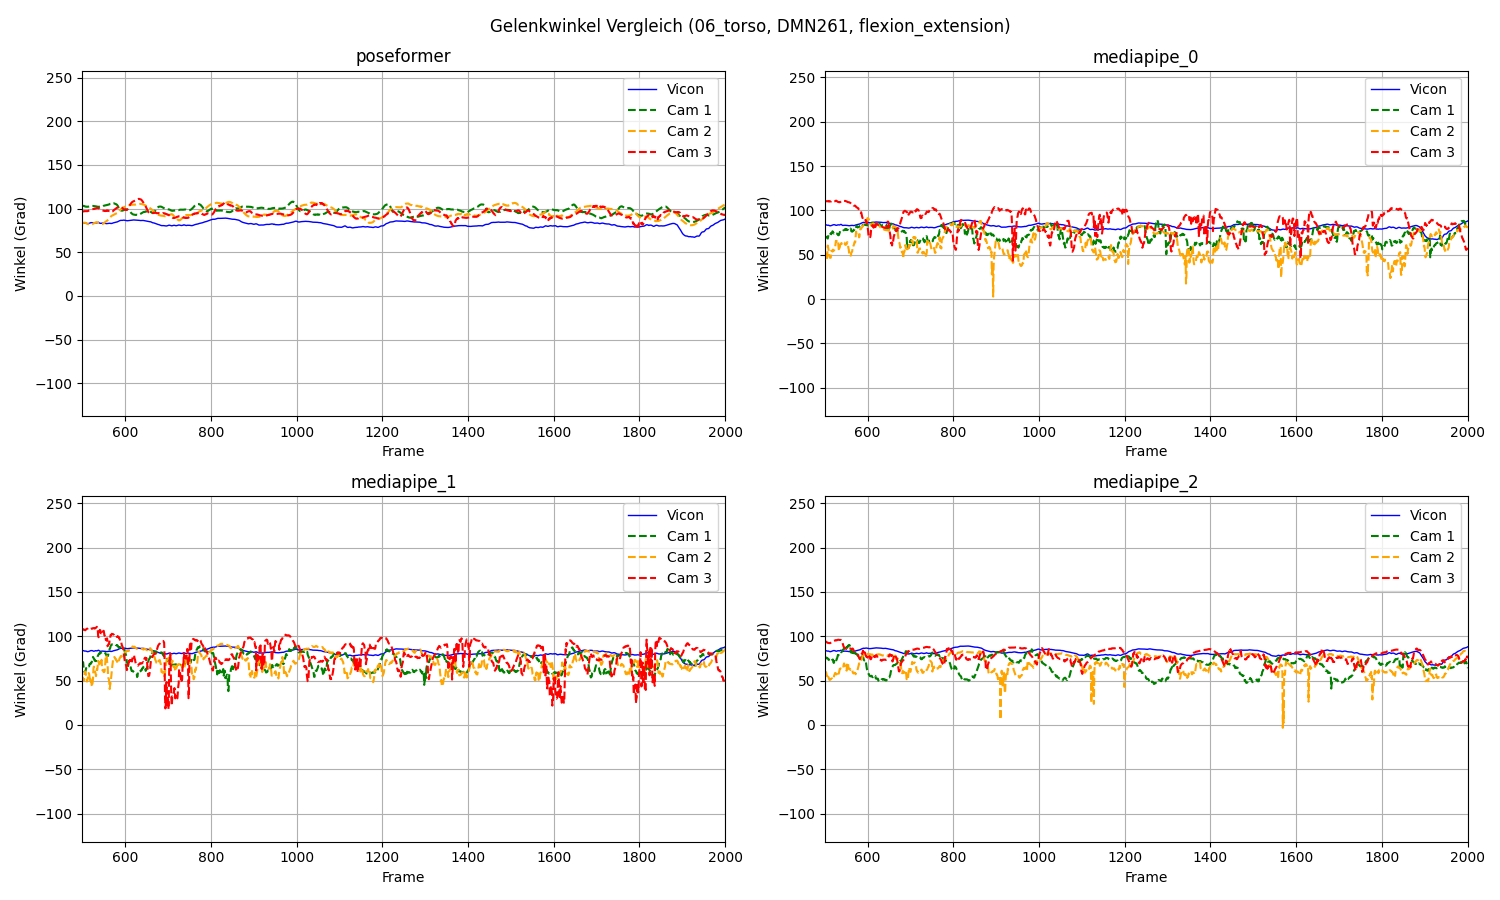 Gelenkwinkel Vergleich (06_torso, DMN261, flexion_extension)
poseformer
250
200
150
100
50
0
−50
−100
Winkel (Grad)
600 800 1000 1200 1400 1600 1800 2000
Frame
Vicon
Cam 1
Cam 2
Cam 3
mediapipe_0
250
200
150
100
50
0
−50
−100
Winkel (Grad)
600 800 1000 1200 1400 1600 1800 2000
Frame
Vicon
Cam 1
Cam 2
Cam 3
mediapipe_1
250
200
150
100
50
0
−50
−100
Winkel (Grad)
600 800 1000 1200 1400 1600 1800 2000
Frame
Vicon
Cam 1
Cam 2
Cam 3
mediapipe_2
250
200
150
100
50
0
−50
−100
Winkel (Grad)
600 800 1000 1200 1400 1600 1800 2000
Frame
Vicon
Cam 1
Cam 2
Cam 3